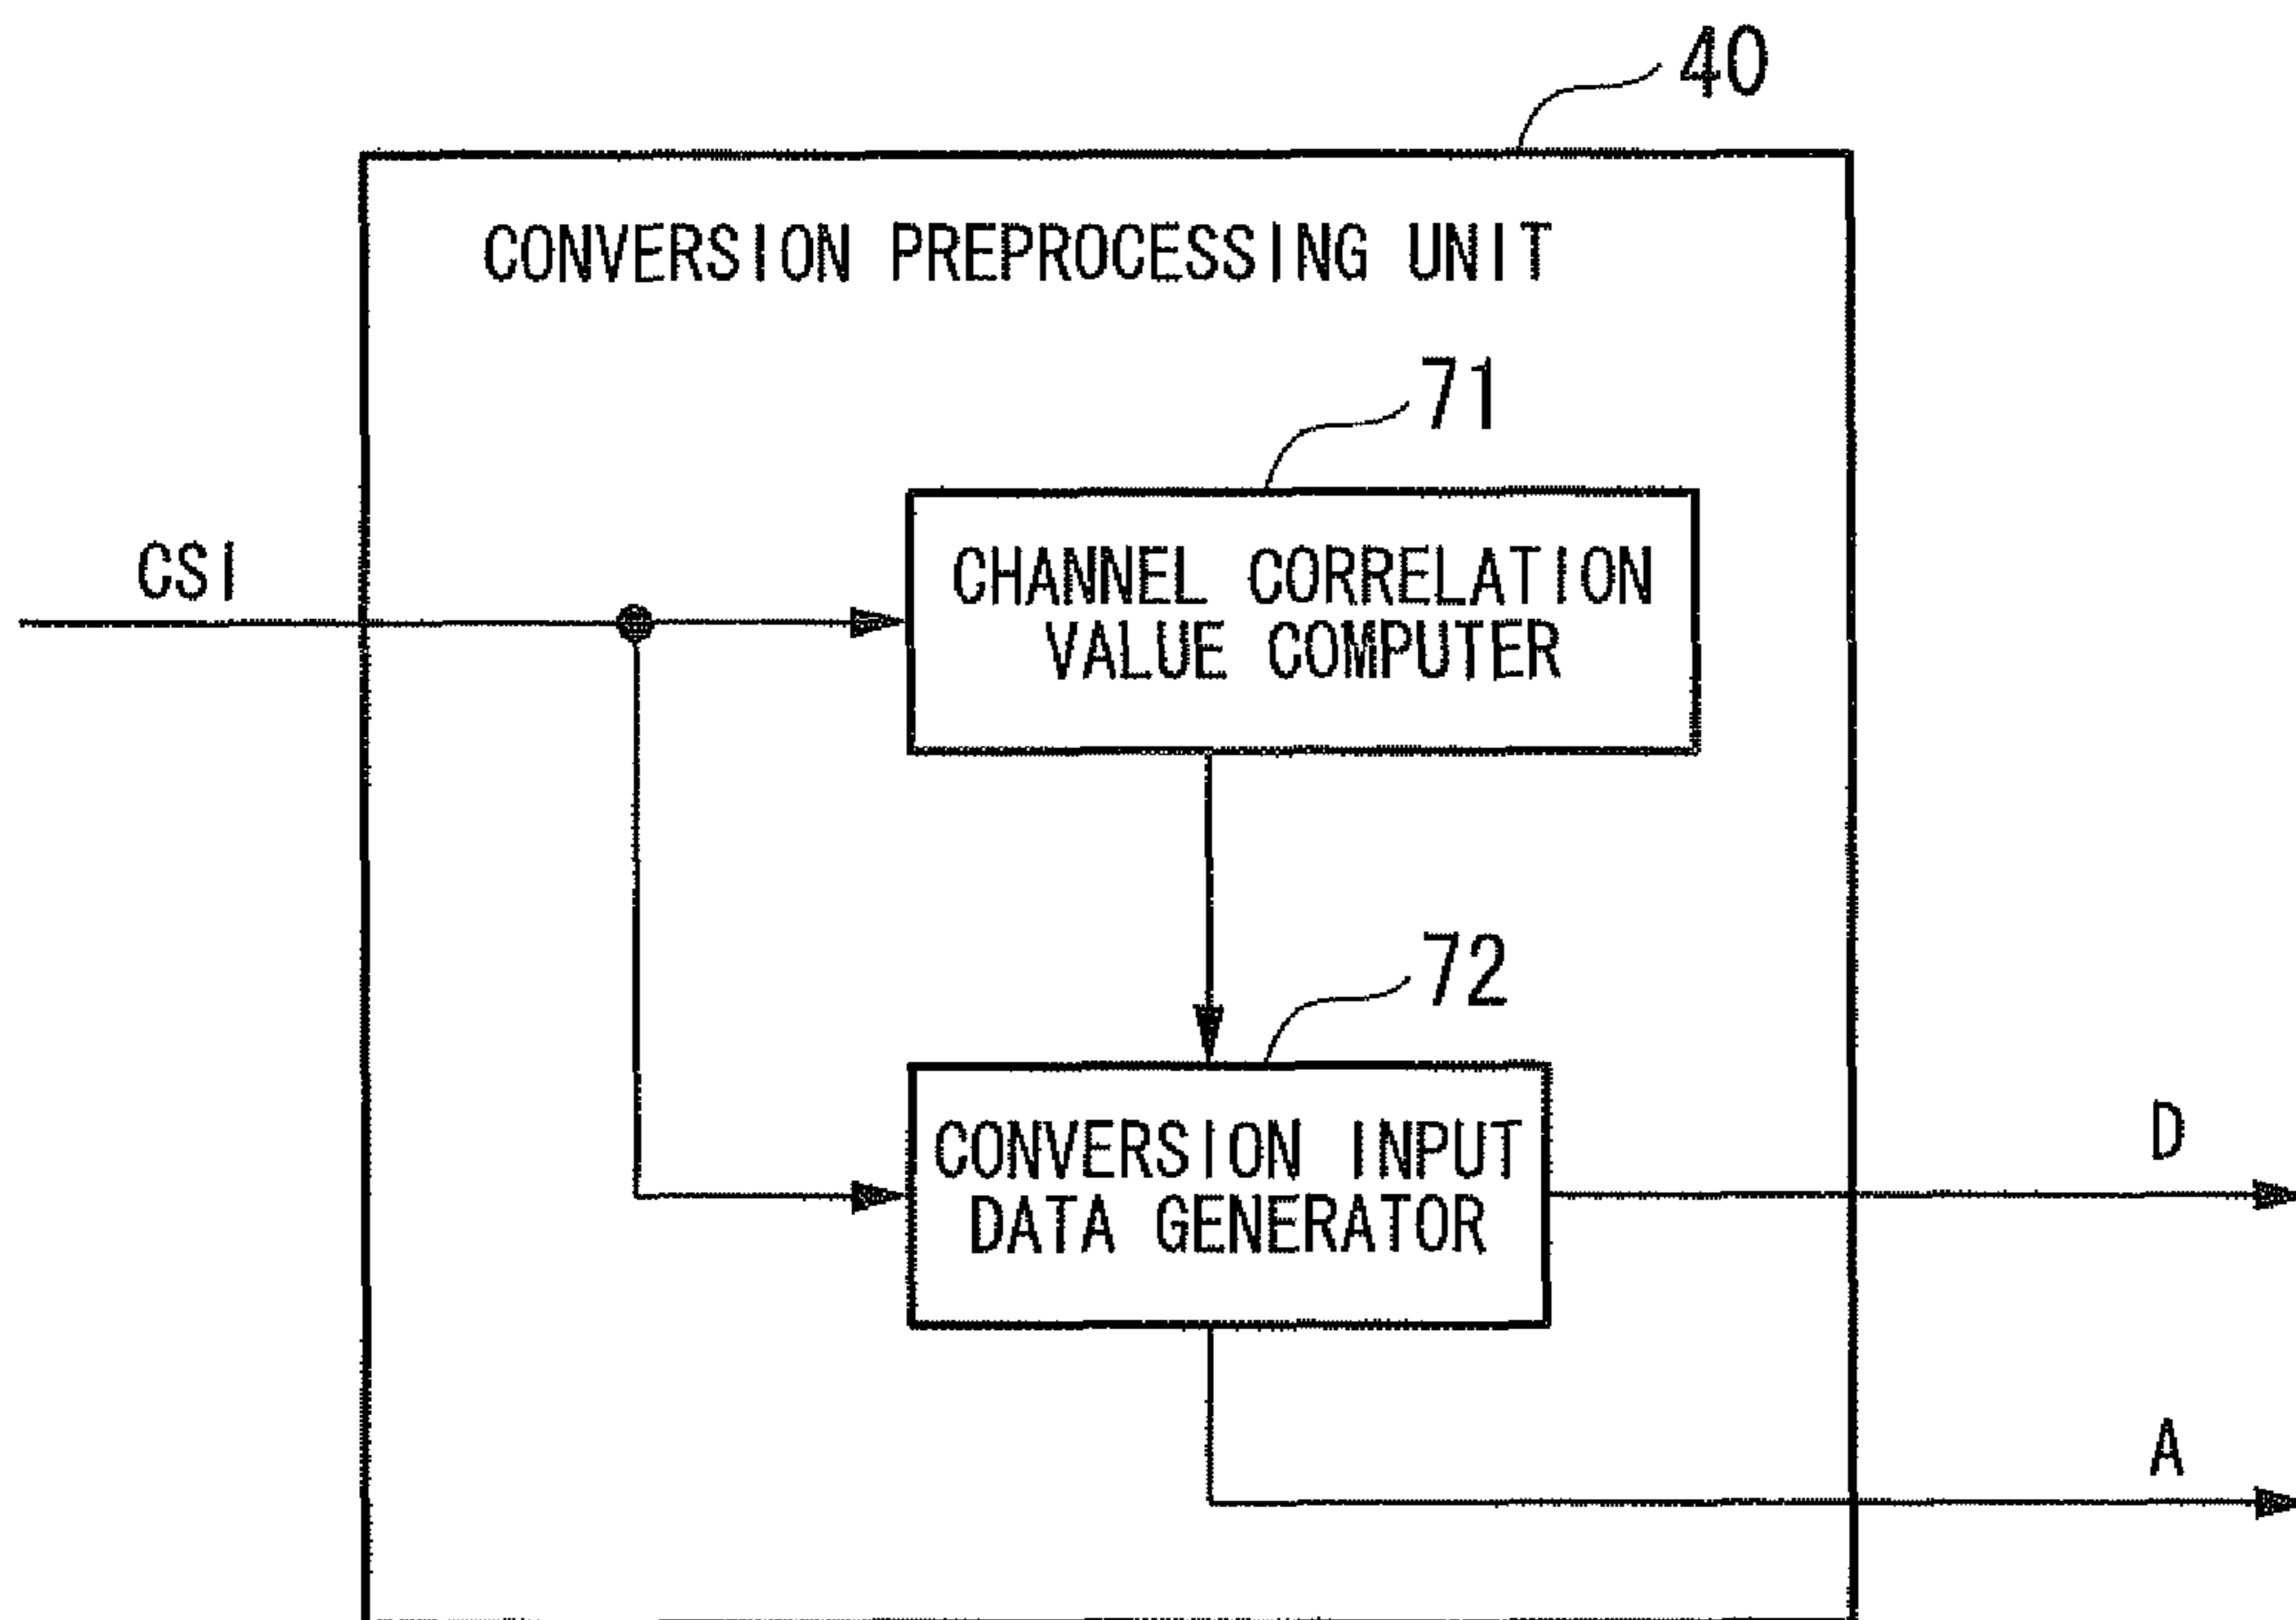 40
CONVERSION PREPROCESSING UNIT
71
CSI
CHANNEL CORRELATION
VALUE COMPUTER
72
CONVERSION INPUT
DATA GENERATOR
D
A